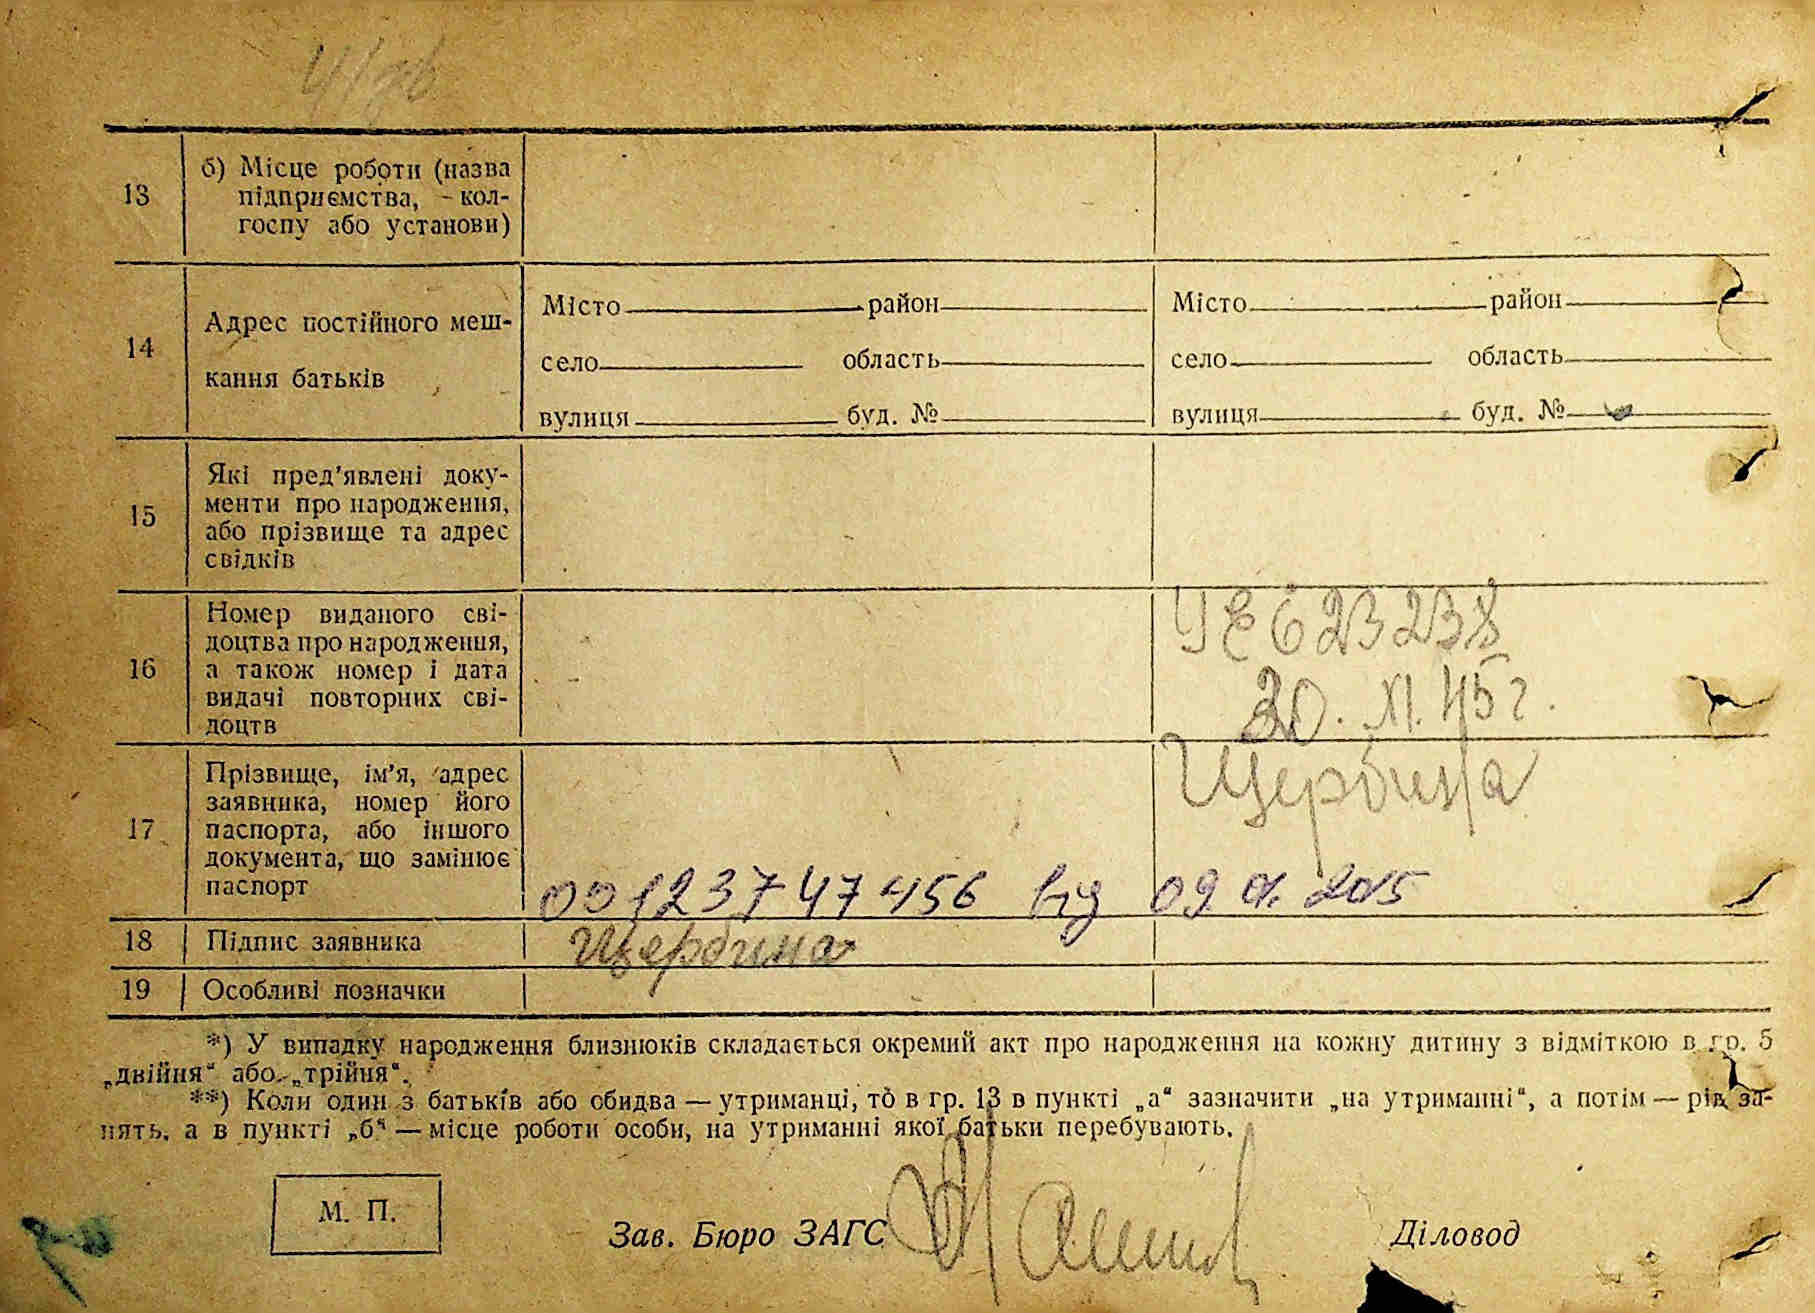 13
б) Місце роботи (назва
підприємства, кол-
госпу або установи)
14
Адрес постійного меш-
кання батьків
Місто район
село область
вулиця буд. №
Місто район
село область
вулиця буд. №
15
Які пред'явлені доку-
менти про народження,
або прізвище та адрес
свідків
16
Номер виданого сві-
доцтва про народження,
а також номер і дата
видачі повторних сві-
доцтв
УЕ 623238
30. XI. 45 г.
17
Прізвище, ім'я, адрес
заявника, номер його
паспорта, або іншого
документа, що замінює
паспорт
Щербина
00123747456 від 09.01.2015
18
Підпис заявника
Щербина
19
Особливі позначки
*) У випадку народження близнюків складається окремий акт про народження на кожну дитину з відміткою в гр. 5
„двійня“ або „трійня“.
**) Коли один з батьків або обидва — утриманці, то в гр. 13 в пункті „а“ зазначити „на утриманні“, а потім — рід за-
нять, а в пункті „б“ — місце роботи особи, на утриманні якої батьки перебувають.
М. П.
Зав. Бюро ЗАГС
Діловод